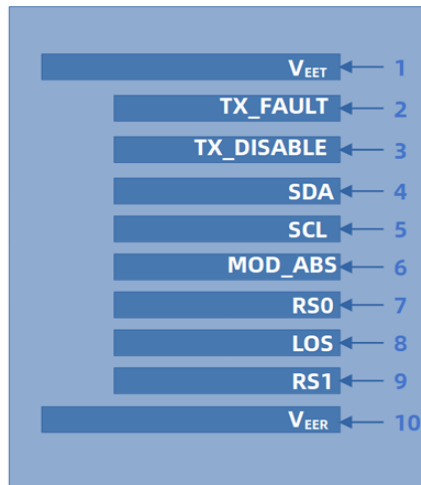 VEET 1
TX_FAULT 2
TX_DISABLE 3
SDA 4
SCL 5
MOD_ABS 6
RS0 7
LOS 8
RS1 9
VEER 10